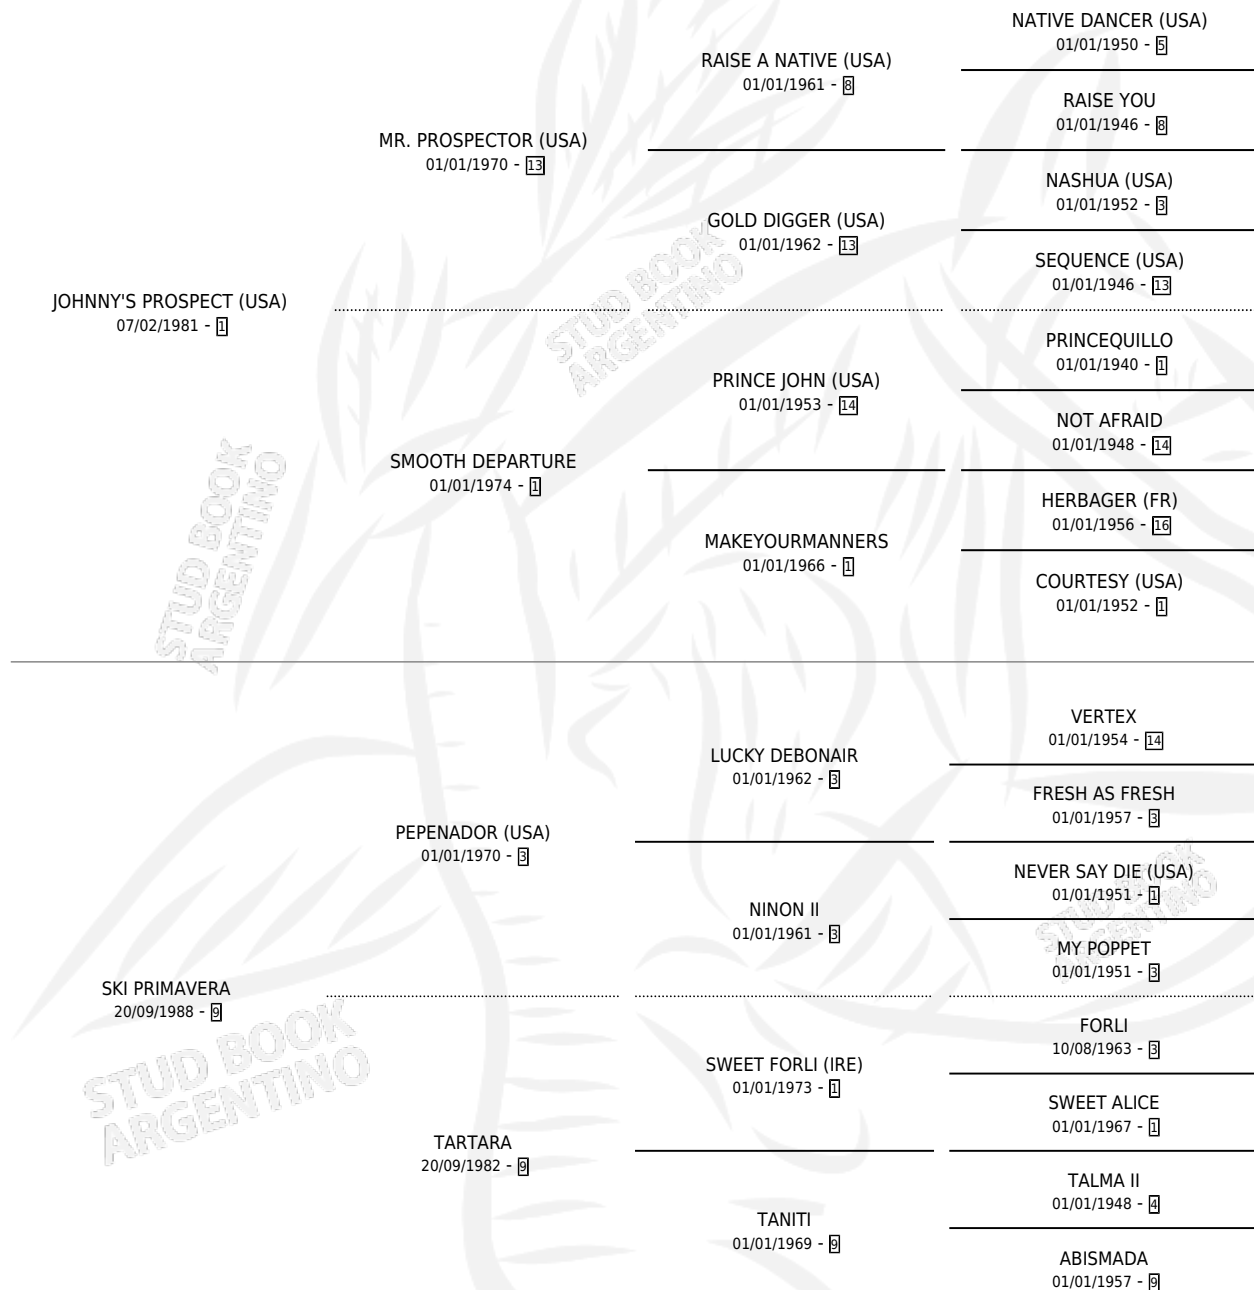 NATIVE DANCER (USA)
01/01/1950 - 5
RAISE A NATIVE (USA)
01/01/1961 - 8
RAISE YOU
01/01/1946 - 8
MR. PROSPECTOR (USA)
01/01/1970 - 13
NASHUA (USA)
01/01/1952 - 3
GOLD DIGGER (USA)
01/01/1962 - 13
SEQUENCE (USA)
01/01/1946 - 13
JOHNNY'S PROSPECT (USA)
07/02/1981 - 1
STUD BOOK
ARGENTINO
PRINCEQUILLO
01/01/1940 - 1
PRINCE JOHN (USA)
01/01/1953 - 14
NOT AFRAID
01/01/1948 - 14
SMOOTH DEPARTURE
01/01/1974 - 1
HERBAGER (FR)
01/01/1956 - 16
MAKEYOURMANNERS
01/01/1966 - 1
COURTESY (USA)
01/01/1952 - 1
STUD BOOK
ARGENTINO
VERTEX
01/01/1954 - 14
LUCKY DEBONAIR
01/01/1962 - 3
FRESH AS FRESH
01/01/1957 - 3
PEPENADOR (USA)
01/01/1970 - 3
NEVER SAY DIE (USA)
01/01/1951 - 1
NINON II
01/01/1961 - 3
STUD BOOK
ARGENTINO
MY POPPET
01/01/1951 - 3
SKI PRIMAVERA
20/09/1988 - 9
FORLI
10/08/1963 - 3
SWEET FORLI (IRE)
01/01/1973 - 1
SWEET ALICE
01/01/1967 - 1
STUD BOOK
ARGENTINO
TARTARA
20/09/1982 - 9
TALMA II
01/01/1948 - 4
TANITI
01/01/1969 - 9
ABISMADA
01/01/1957 - 9